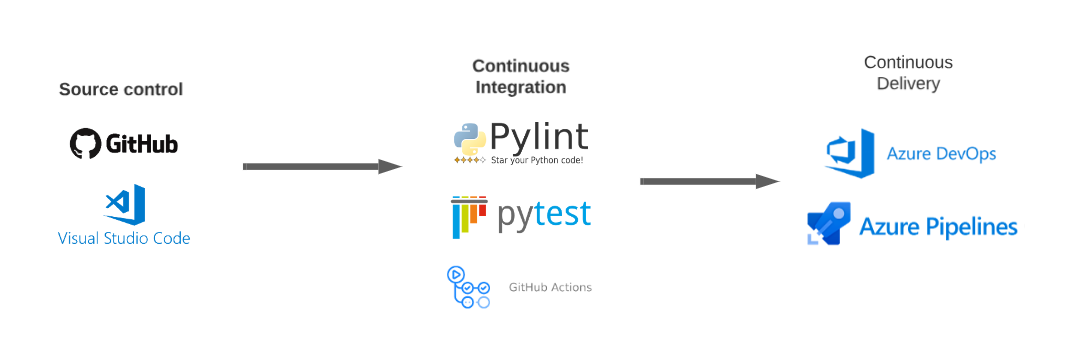 Source control
GitHub
Visual Studio Code
Continuous
Integration
Pylint
Star your Python code!
pytest
GitHub Actions
Continuous
Delivery
Azure DevOps
Azure Pipelines